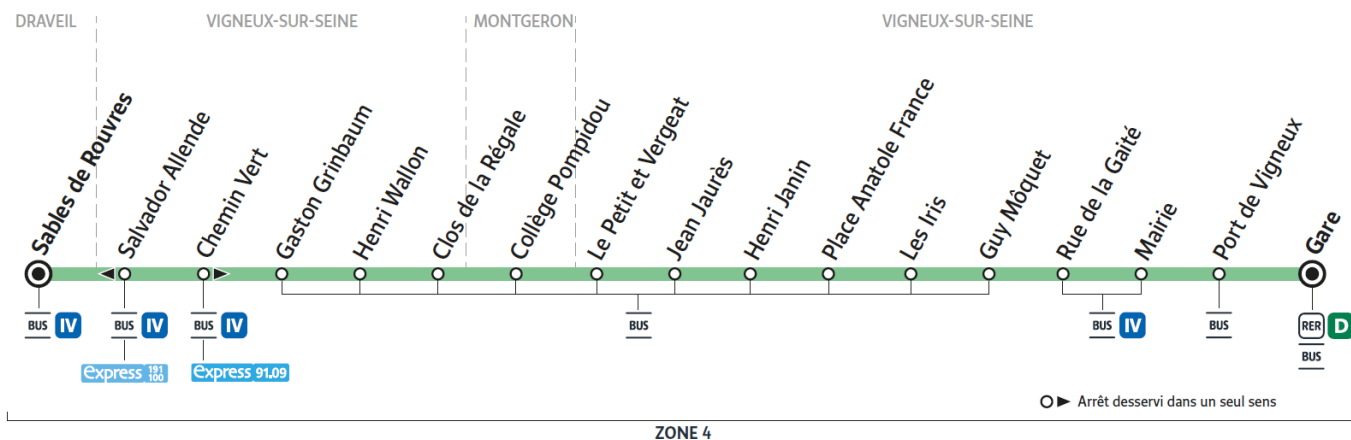 DRAVEIL
VIGNEUX-SUR-SEINE
MONTGERON
VIGNEUX-SUR-SEINE
Sables de Rouvres
Salvador Allende
Chemin Vert
Gaston Grinbaum
Henri Wallon
Clos de la Régale
Collège Pompidou
Le Petit et Vergeat
Jean Jaurès
Henri Janin
Place Anatole France
Les Iris
Guy Môquet
Rue de la Gaité
Mairie
Port de Vigneux
Gare
BUS IV
BUS IV
BUS IV
BUS
BUS IV
BUS
RER D
BUS
express 191 100
express 91.09
Arrêt desservi dans un seul sens
ZONE 4